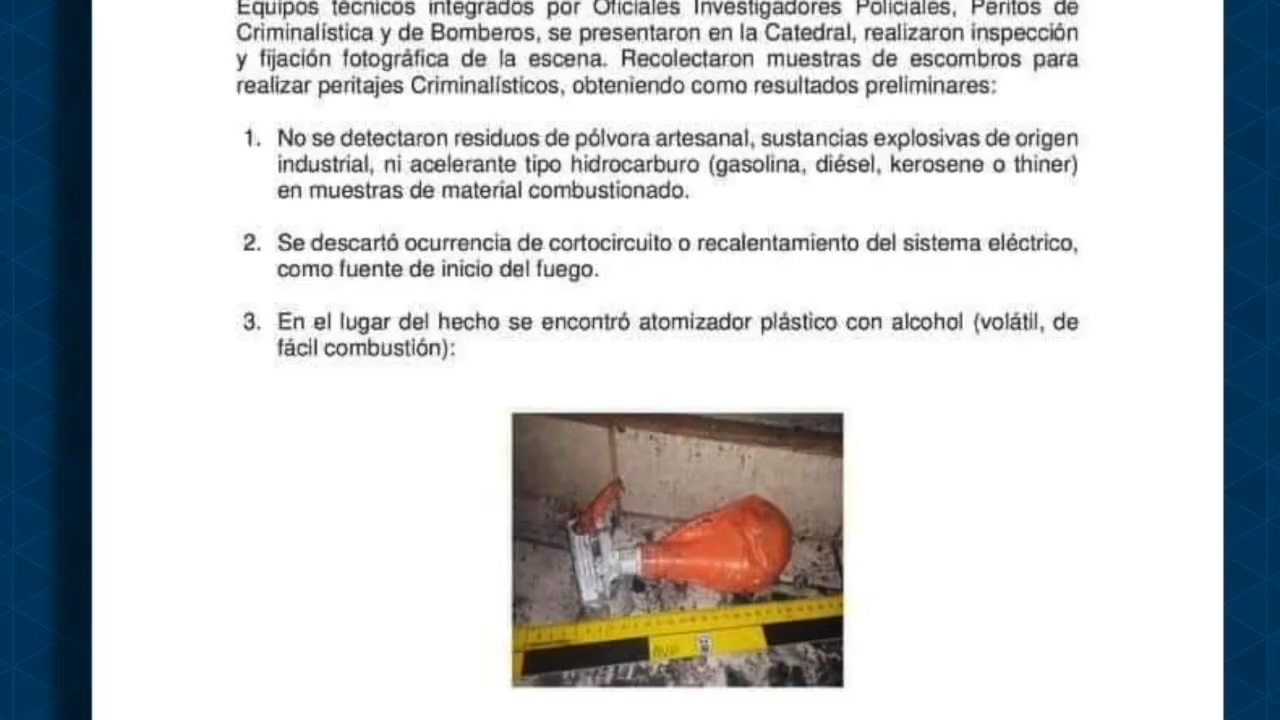 Equipos técnicos integrados por Oficiales Investigadores Policiales, Peritos de
Criminalística y de Bomberos, se presentaron en la Catedral, realizaron inspección
y fijación fotográfica de la escena. Recolectaron muestras de escombros para
realizar peritajes Criminalísticos, obteniendo como resultados preliminares:
1. No se detectaron residuos de pólvora artesanal, sustancias explosivas de origen
industrial, ni acelerante tipo hidrocarburo (gasolina, diésel, kerosene o thiner)
en muestras de material combustionado.
2. Se descartó ocurrencia de cortocircuito o recalentamiento del sistema eléctrico,
como fuente de inicio del fuego.
3. En el lugar del hecho se encontró atomizador plástico con alcohol (volátil, de
fácil combustión):